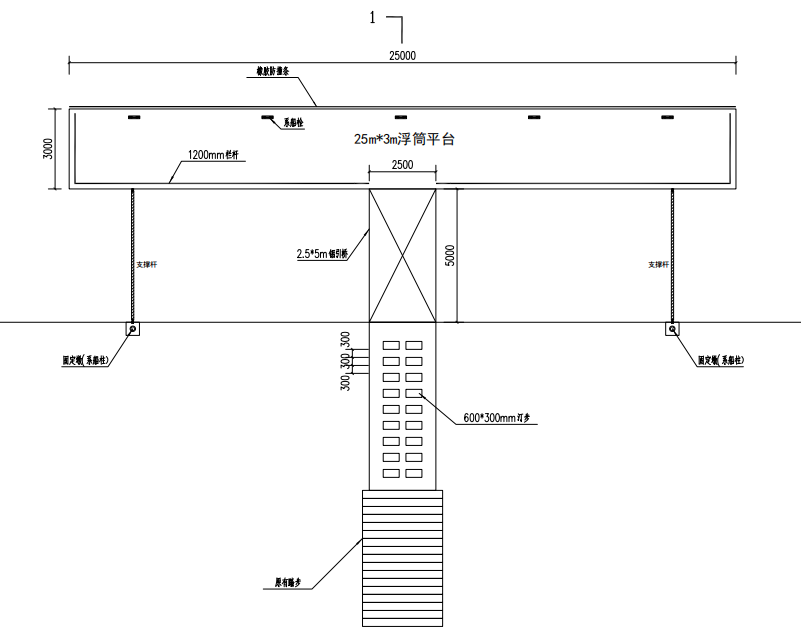 1
25000
橡胶防撞条
系船栓
3000
25m*3m浮筒平台
1200mm栏杆
2500
2.5*5m钢引桥
5000
支撑杆
支撑杆
固定墩(系船柱)
固定墩(系船柱)
300
300
300
600*300mm汀步
原有踏步